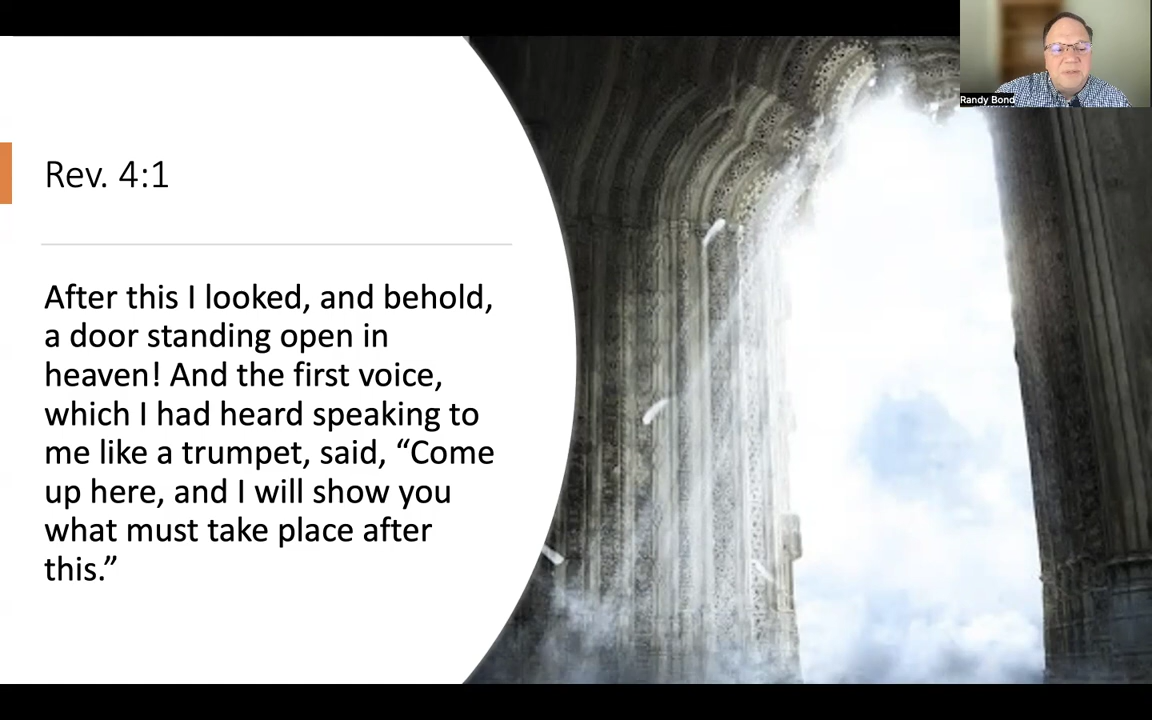 Randy Bond
Rev. 4:1
After this I looked, and behold,
a door standing open in
heaven! And the first voice,
which I had heard speaking to
me like a trumpet, said, “Come
up here, and I will show you
what must take place after
this.”